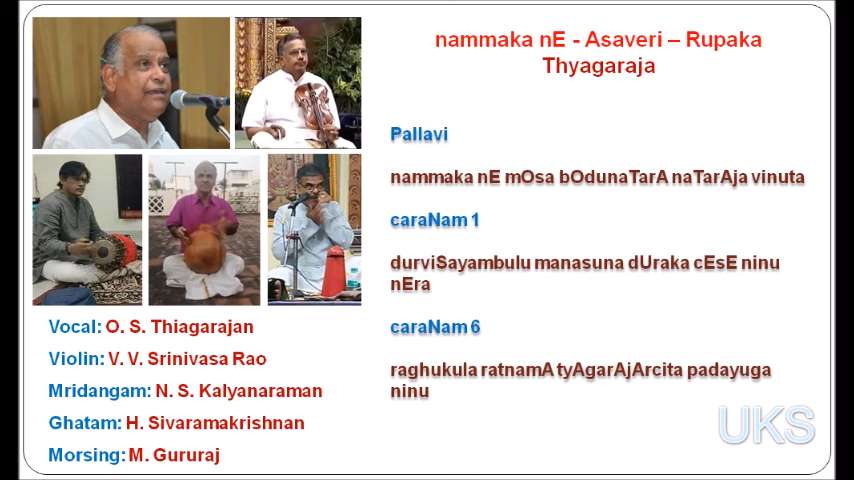 nammaka nE - Asaveri – Rupaka
Thyagaraja
Pallavi
nammaka nE mOsa bOdunaTarA naTarAja vinuta
caraNam 1
durviSayambulu manasuna dUraka cEsE ninu
nEra
caraNam 6
raghukula ratnamA tyAgarAjArcita padayuga
ninu
Vocal: O. S. Thiagarajan
Violin: V. V. Srinivasa Rao
Mridangam: N. S. Kalyanaraman
Ghatam: H. Sivaramakrishnan
Morsing: M. Gururaj
UKS